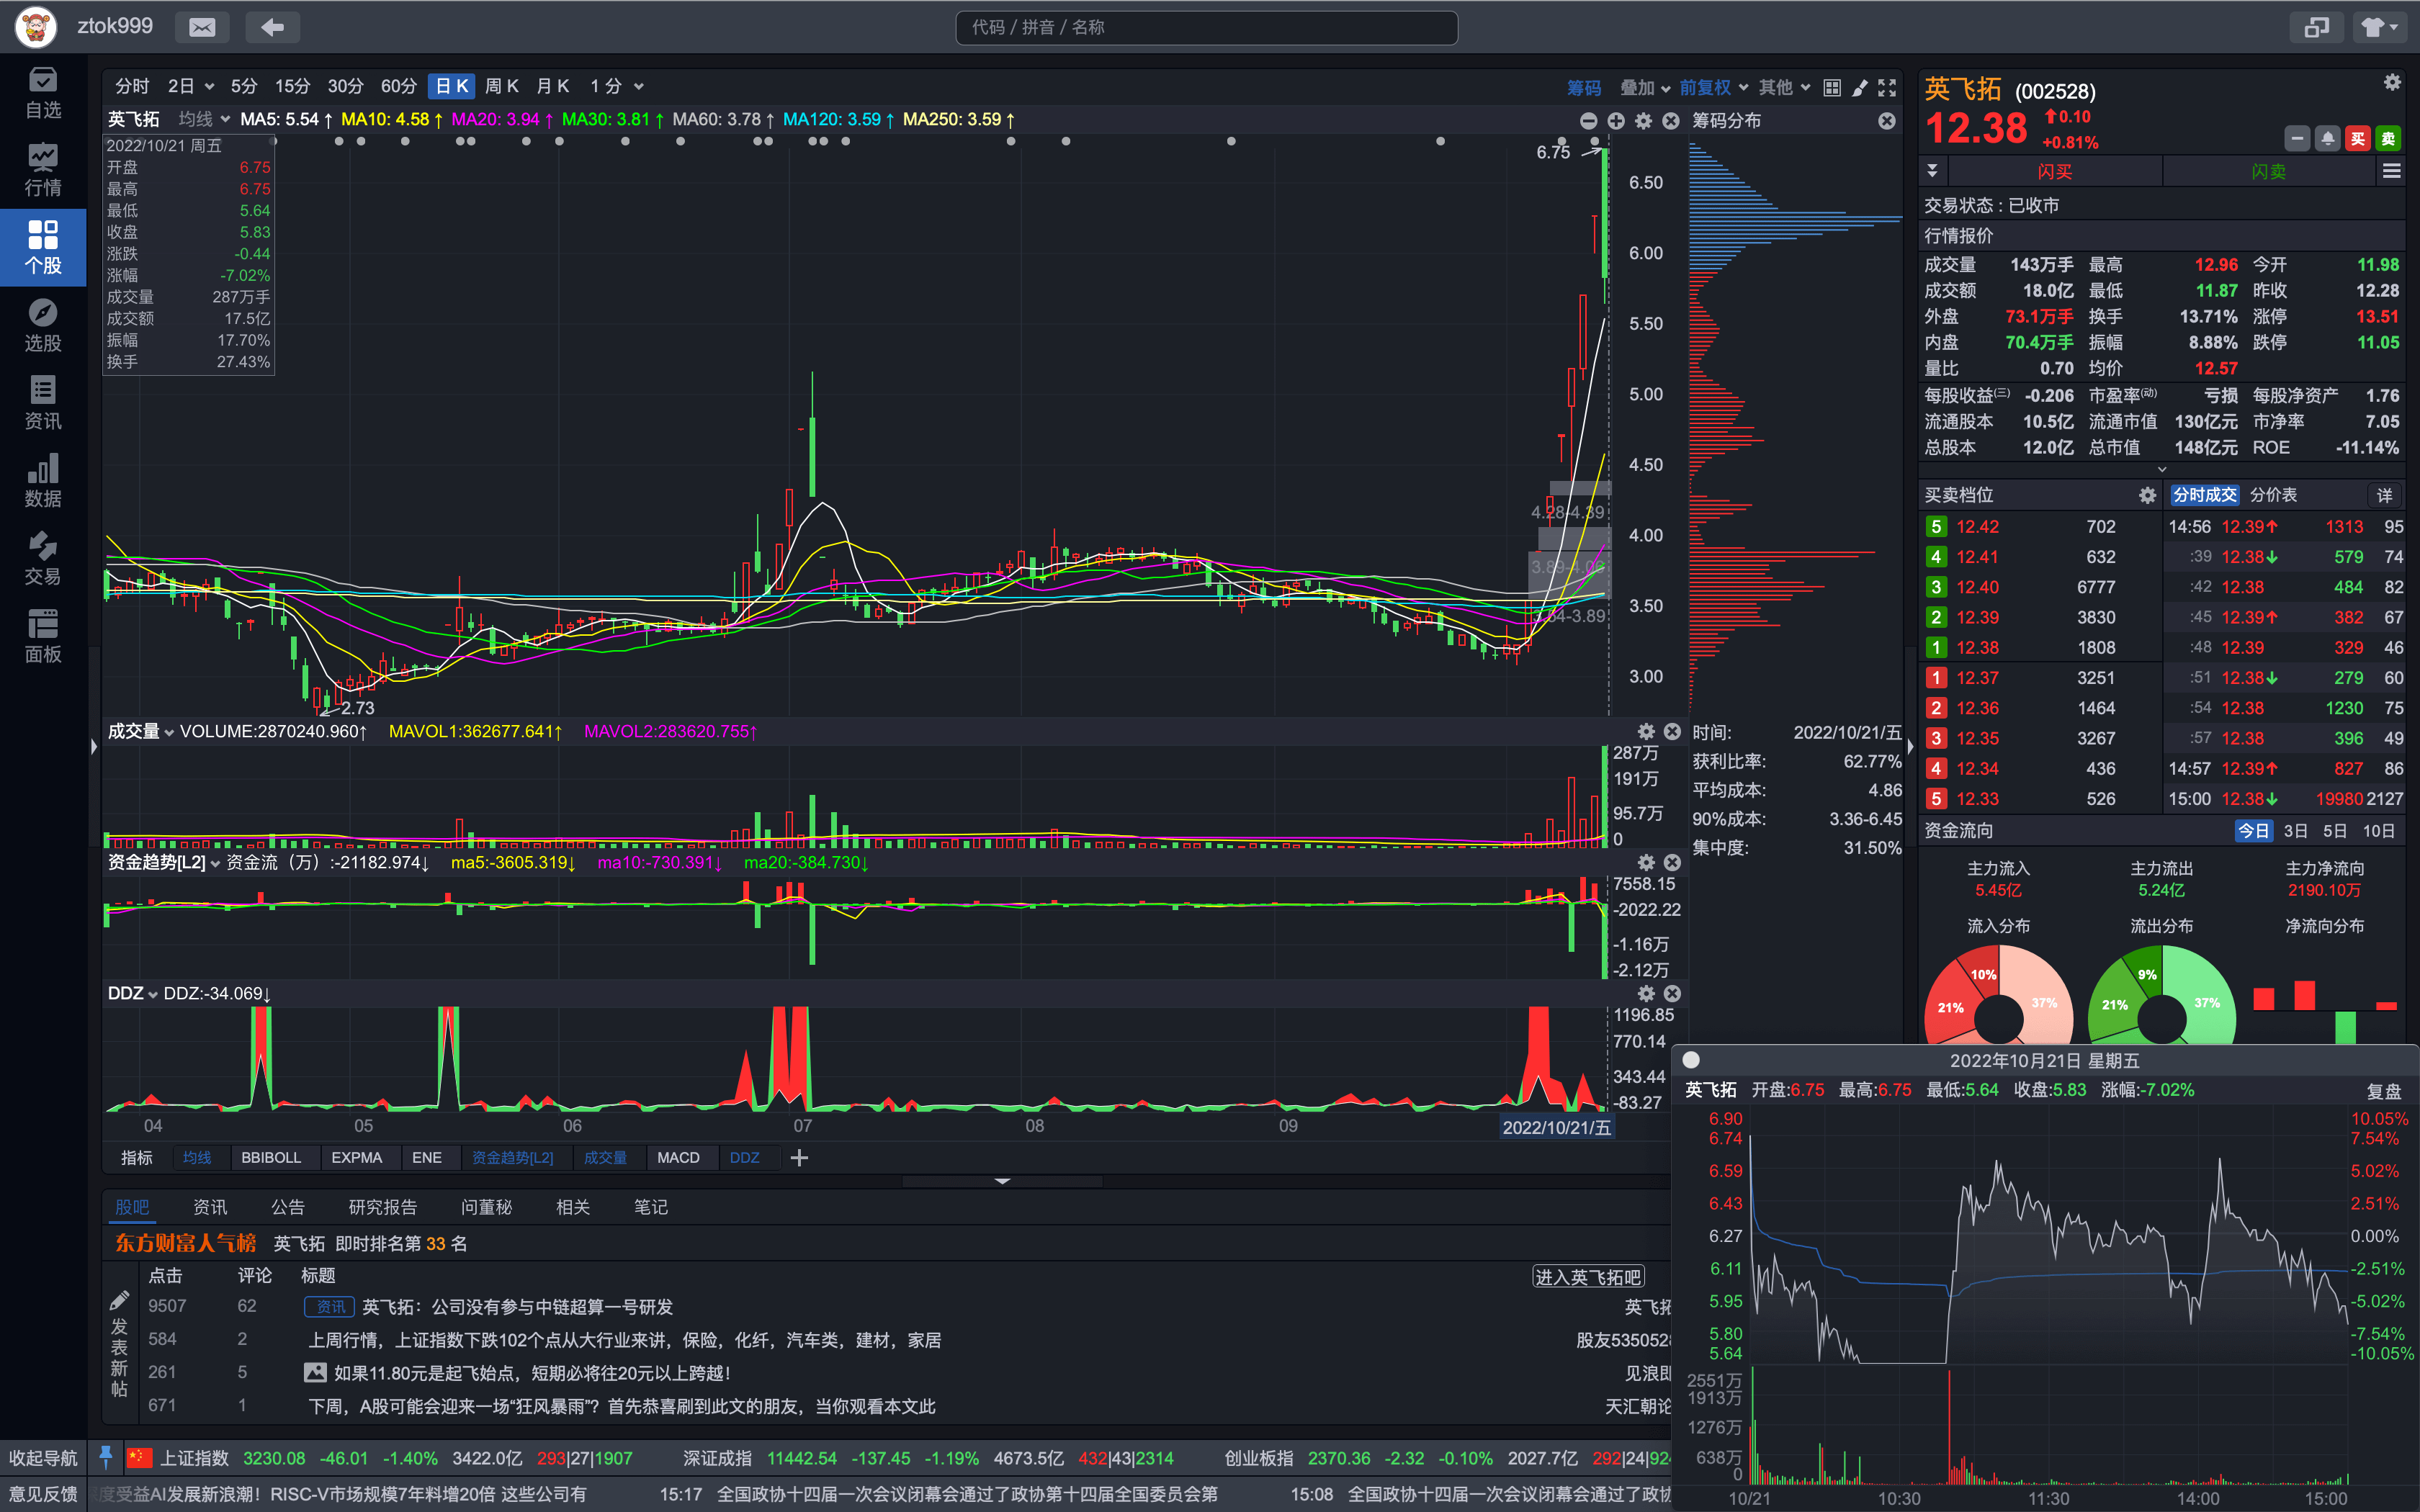 ztok999
代码 / 拼音 / 名称
自选
行情
个股
选股
资讯
数据
交易
面板
分时 2日 5分 15分 30分 60分 日K 周K 月K 1分 筹码 叠加 前复权 其他
英飞拓 均线 MA5: 5.54↑ MA10: 4.58↑ MA20: 3.94↑ MA30: 3.81↑ MA60: 3.78↑ MA120: 3.59↑ MA250: 3.59↑
筹码分布
2022/10/21 周五
开盘 6.75
最高 6.75
最低 5.64
收盘 5.83
涨跌 -0.44
涨幅 -7.02%
成交量 287万手
成交额 17.5亿
振幅 17.70%
换手 27.43%
6.75
6.50
6.00
5.50
5.00
4.50
4.00
3.50
3.00
4.28-4.39
2.73
成交量 VOLUME:2870240.960↑ MAVOL1:362677.641↑ MAVOL2:283620.755↑
287万
191万
95.7万
0
资金趋势[L2] 资金流（万）:-21182.974↓ ma5:-3605.319↓ ma10:-730.391↓ ma20:-384.730↓
7558.15
-2022.22
-1.16万
-2.12万
DDZ DDZ:-34.069↓
1196.85
770.14
343.44
-83.27
04 05 06 07 08 09 2022/10/21/五
指标 均线 BBIBOLL EXPMA ENE 资金趋势[L2] 成交量 MACD DDZ
时间: 2022/10/21/五
获利比率: 62.77%
平均成本: 4.86
90%成本: 3.36-6.45
集中度: 31.50%
股吧 资讯 公告 研究报告 问董秘 相关 笔记
东方财富人气榜 英飞拓 即时排名第 33 名
点击 评论 标题 进入英飞拓吧
发表新帖
9507 62 资讯 英飞拓：公司没有参与中链超算一号研发 英飞拓
584 2 上周行情，上证指数下跌102个点从大行业来讲，保险，化纤，汽车类，建材，家居 股友5350528
261 5 如果11.80元是起飞始点，短期必将往20元以上跨越！ 见浪即
671 1 下周，A股可能会迎来一场“狂风暴雨”？首先恭喜刷到此文的朋友，当你观看本文此 天汇朝论
英飞拓 (002528)
12.38 0.10
+0.81%
买 卖
闪买 闪卖
交易状态：已收市
行情报价
成交量 143万手 最高 12.96 今开 11.98
成交额 18.0亿 最低 11.87 昨收 12.28
外盘 73.1万手 换手 13.71% 涨停 13.51
内盘 70.4万手 振幅 8.88% 跌停 11.05
量比 0.70 均价 12.57
每股收益(三) -0.206 市盈率(动) 亏损 每股净资产 1.76
流通股本 10.5亿 流通市值 130亿元 市净率 7.05
总股本 12.0亿 总市值 148亿元 ROE -11.14%
买卖档位 分时成交 分价表 详
5 12.42 702 14:56 12.39↑ 1313 95
4 12.41 632 :39 12.38↓ 579 74
3 12.40 6777 :42 12.38 484 82
2 12.39 3830 :45 12.39↑ 382 67
1 12.38 1808 :48 12.39 329 46
1 12.37 3251 :51 12.38↓ 279 60
2 12.36 1464 :54 12.38 1230 75
3 12.35 3267 :57 12.38 396 49
4 12.34 436 14:57 12.39↑ 827 86
5 12.33 526 15:00 12.38↓ 19980 2127
资金流向 今日 3日 5日 10日
主力流入 主力流出 主力净流向
5.45亿 5.24亿 2190.10万
流入分布 流出分布 净流向分布
10% 21% 37%
9% 21% 37%
2022年10月21日 星期五
英飞拓 开盘:6.75 最高:6.75 最低:5.64 收盘:5.83 涨幅:-7.02% 复盘
6.90 10.05%
6.74 7.54%
6.59 5.02%
6.43 2.51%
6.27 0.00%
6.11 -2.51%
5.95 -5.02%
5.80 -7.54%
5.64 -10.05%
2551万
1913万
1276万
638万
0
10/21 10:30 11:30 14:00 15:00
收起导航 上证指数 3230.08 -46.01 -1.40% 3422.0亿 293|27|1907 深证成指 11442.54 -137.45 -1.19% 4673.5亿 432|43|2314 创业板指 2370.36 -2.32 -0.10% 2027.7亿 292|24|924
意见反馈 度受益AI发展新浪潮！RISC-V市场规模7年料增20倍 这些公司有 15:17 全国政协十四届一次会议闭幕会通过了政协第十四届全国委员会第 15:08 全国政协十四届一次会议闭幕会通过了政协